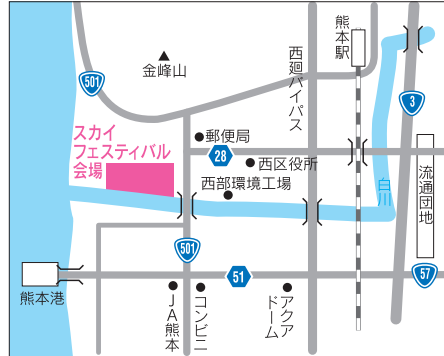 熊本駅
501
金峰山
西廻バイパス
3
郵便局
スカイ
フェスティバル
会場
28
西区役所
西部環境工場
白川
流通団地
501
51
57
熊本港
JA熊本
コンビニ
アクア
ドーム